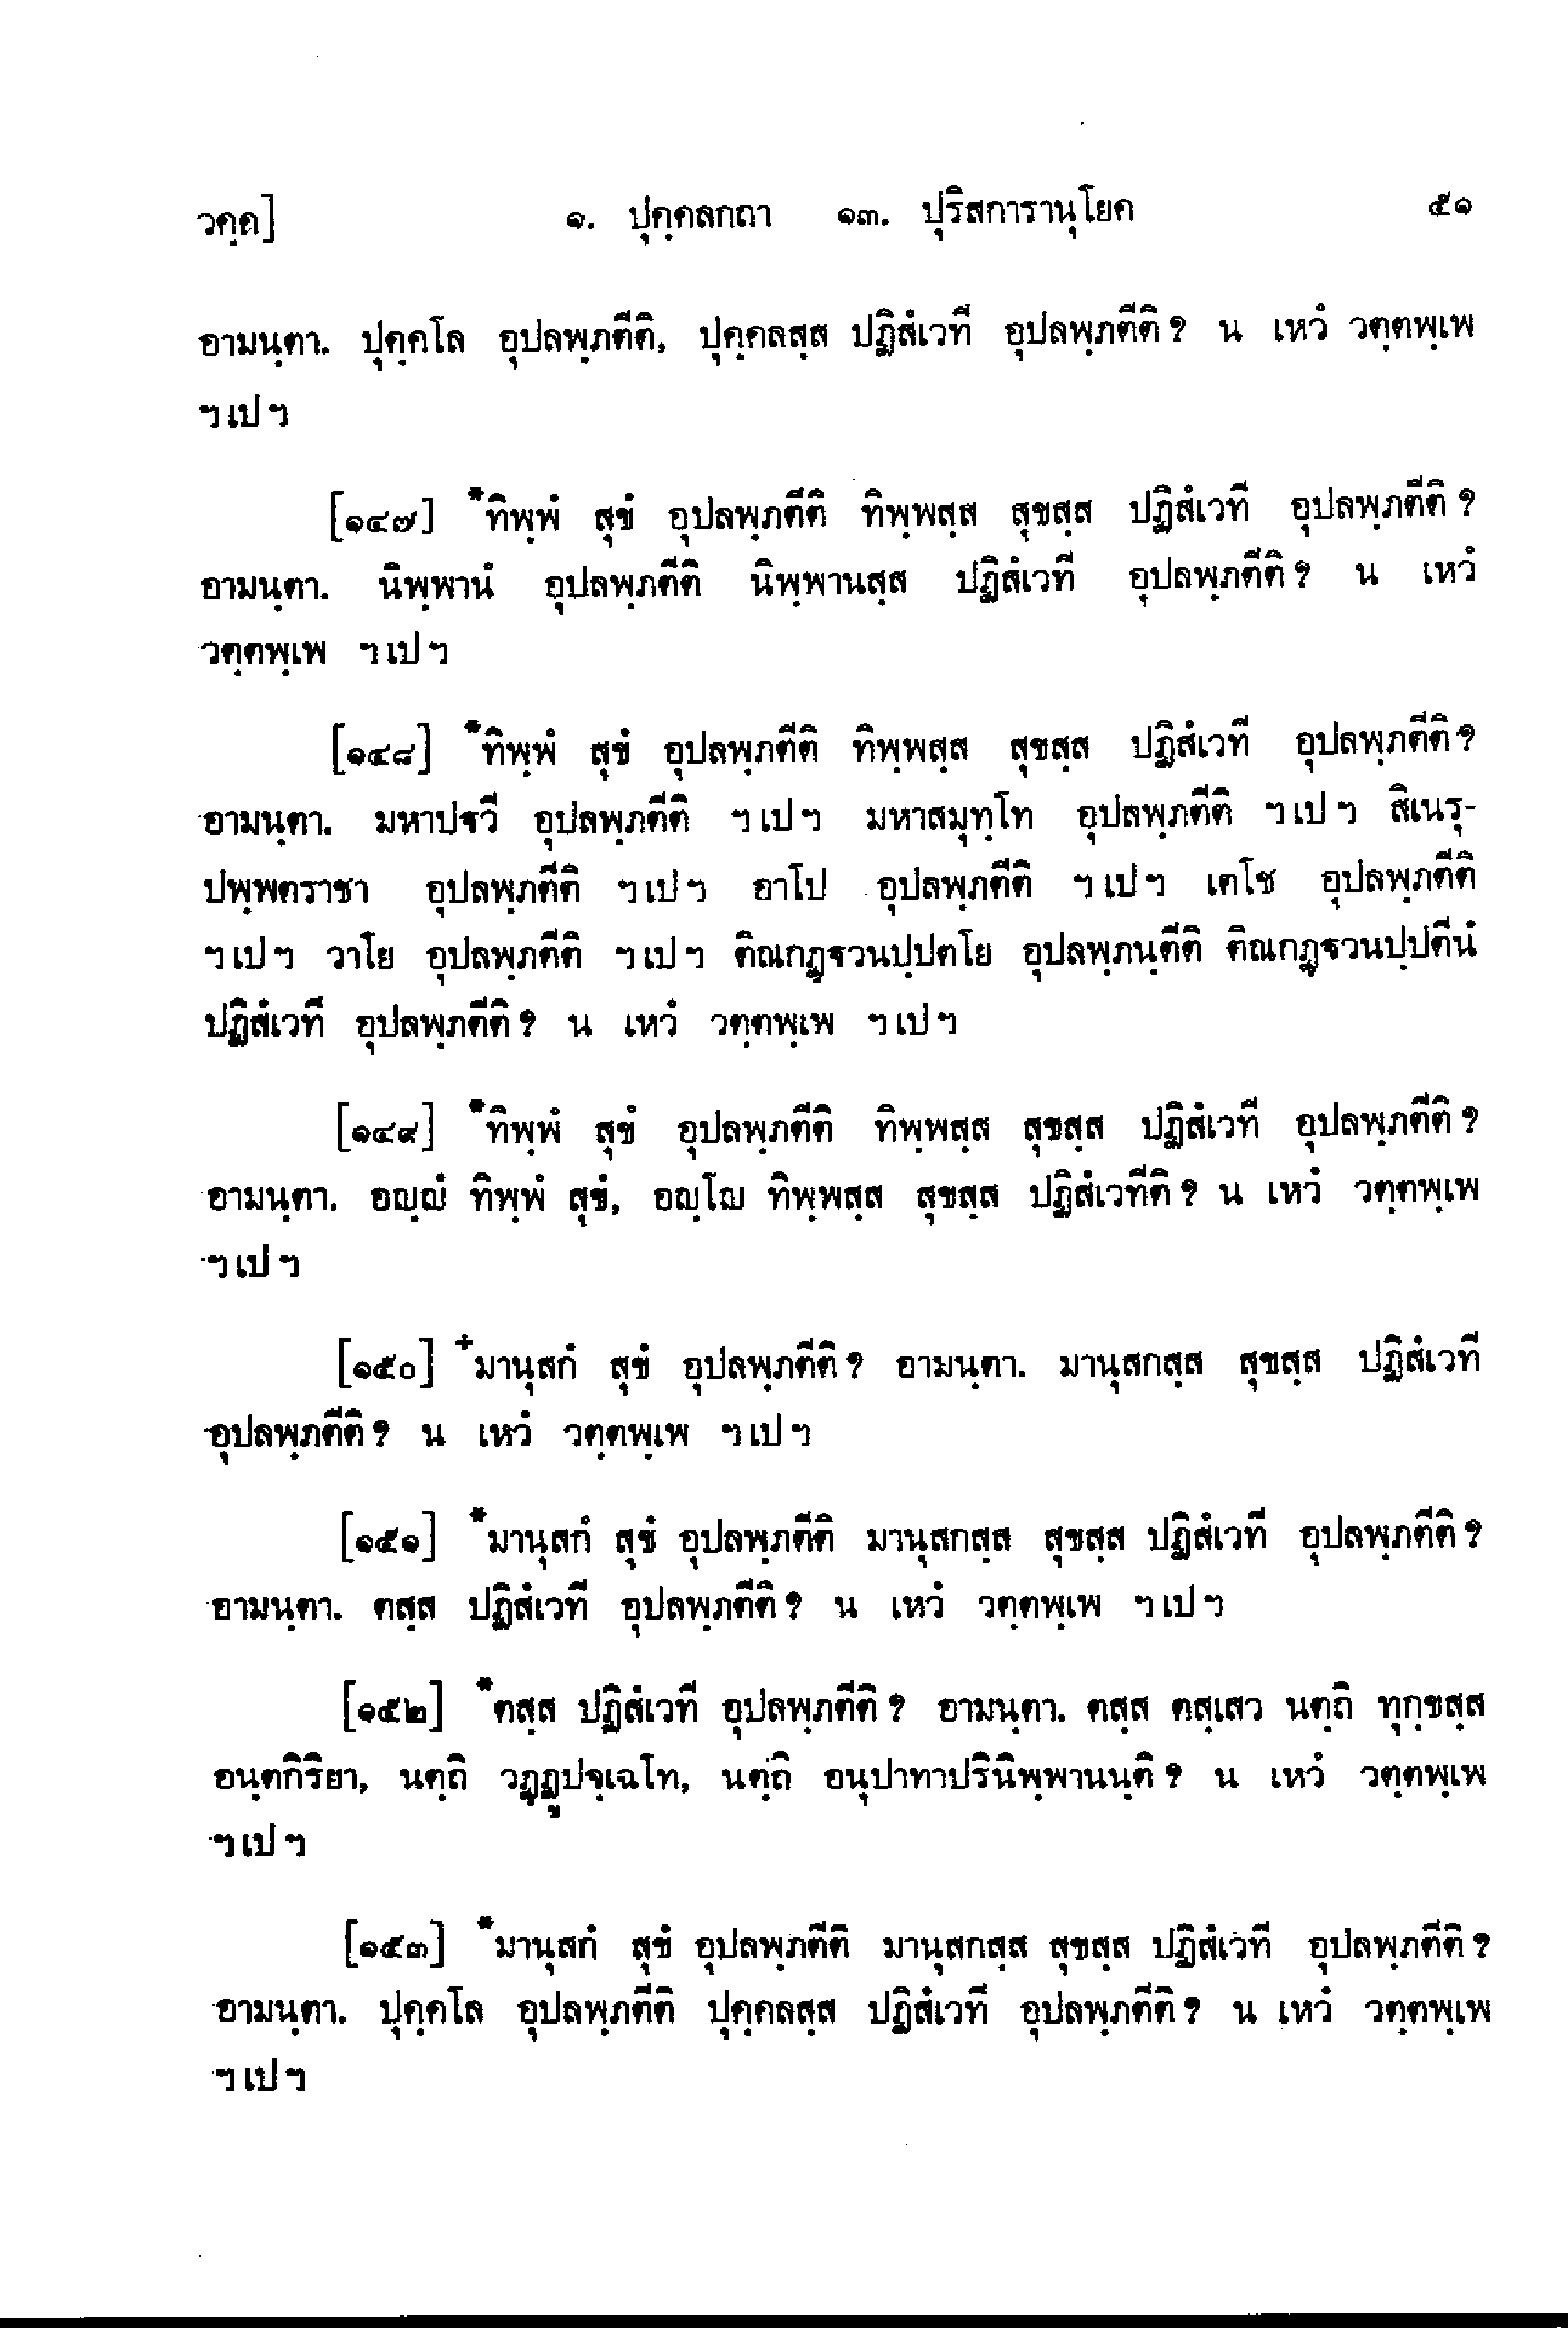 วคฺค] ๑. ปุคฺคลกถา ๑๓. ปุริสการานุโยค ๕๑
อามนฺตา. ปุคฺคโล อุปลพฺภตีติ, ปุคฺคลสฺส ปฏิสํเวที อุปลพฺภตีติ? น เหวํ วตฺตพฺเพ
ฯเปฯ
[๑๔๗] *ทิพฺพํ สุขํ อุปลพฺภตีติ ทิพฺพสฺส สุขสฺส ปฏิสํเวที อุปลพฺภตีติ?
อามนฺตา. นิพฺพานํ อุปลพฺภตีติ นิพฺพานสฺส ปฏิสํเวที อุปลพฺภตีติ? น เหวํ
วตฺตพฺเพ ฯเปฯ
[๑๔๘] *ทิพฺพํ สุขํ อุปลพฺภตีติ ทิพฺพสฺส สุขสฺส ปฏิสํเวที อุปลพฺภตีติ?
อามนฺตา. มหาปฐวี อุปลพฺภตีติ ฯเปฯ มหาสมุทฺโท อุปลพฺภตีติ ฯเปฯ สิเนรุ-
ปพฺพตราชา อุปลพฺภตีติ ฯเปฯ อาโป อุปลพฺภตีติ ฯเปฯ เตโช อุปลพฺภตีติ
ฯเปฯ วาโย อุปลพฺภตีติ ฯเปฯ ติณกฏฺฐวนปฺปตโย อุปลพฺภนฺตีติ ติณกฏฺฐวนปฺปตีนํ
ปฏิสํเวที อุปลพฺภตีติ? น เหวํ วตฺตพฺเพ ฯเปฯ
[๑๔๙] *ทิพฺพํ สุขํ อุปลพฺภตีติ ทิพฺพสฺส สุขสฺส ปฏิสํเวที อุปลพฺภตีติ?
อามนฺตา. อญฺญํ ทิพฺพํ สุขํ, อญฺโญ ทิพฺพสฺส สุขสฺส ปฏิสํเวทีติ? น เหวํ วตฺตพฺเพ
ฯเปฯ
[๑๕๐] +มานุสกํ สุขํ อุปลพฺภตีติ? อามนฺตา. มานุสกสฺส สุขสฺส ปฏิสํเวที
อุปลพฺภตีติ? น เหวํ วตฺตพฺเพ ฯเปฯ
[๑๕๑] *มานุสกํ สุขํ อุปลพฺภตีติ มานุสกสฺส สุขสฺส ปฏิสํเวที อุปลพฺภตีติ?
อามนฺตา. ตสฺส ปฏิสํเวที อุปลพฺภตีติ? น เหวํ วตฺตพฺเพ ฯเปฯ
[๑๕๒] *ตสฺส ปฏิสํเวที อุปลพฺภตีติ? อามนฺตา. ตสฺส ตสฺเสว นตฺถิ ทุกฺขสฺส
อนฺตกิริยา, นตฺถิ วฏฺฏูปจฺเฉโท, นตฺถิ อนุปาทาปรินิพฺพานนฺติ? น เหวํ วตฺตพฺเพ
ฯเปฯ
[๑๕๓] *มานุสกํ สุขํ อุปลพฺภตีติ มานุสกสฺส สุขสฺส ปฏิสํเวที อุปลพฺภตีติ?
อามนฺตา. ปุคฺคโล อุปลพฺภตีติ ปุคฺคลสฺส ปฏิสํเวที อุปลพฺภตีติ? น เหวํ วตฺตพฺเพ
ฯเปฯ